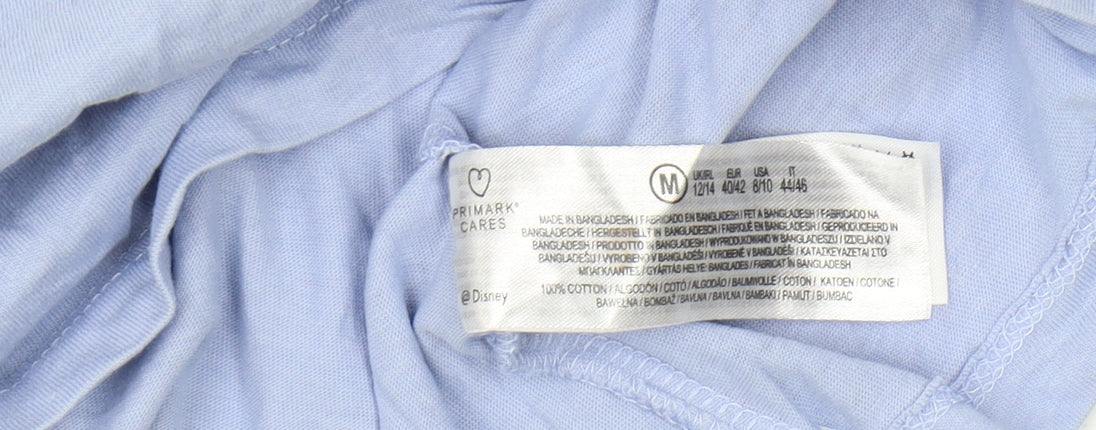 PRIMARK®
CARES
M
UK/IRL EUR USA IT
12/14 40/42 8/10 44/46
MADE IN BANGLADESH / FABRICADO EN BANGLADESH / FET A BANGLADESH / FABRICADO NA
BANGLADECHE / HERGESTELLT IN BANGLADESCH / FABRIQUÉ EN BANGLADESH / GEPRODUCEERD IN
BANGLADESH / PRODOTTO IN BANGLADESH / WYPRODUKOWANO W BANGLADESZU / IZDELANO V
BANGLADEŠU / VYROBENO V BANGLADÉŠI / VYROBENÉ V BANGLADÉŠI / ΚΑΤΑΣΚΕΥΑΖΕΤΑΙ ΣΤΟ
ΜΠΑΓΚΛΑΝΤΕΣ / GYÁRTÁS HELYE: BANGLADES / FABRICAT ÎN BANGLADESH
100% COTTON / ALGODÓN / COTÓ / ALGODÃO / BAUMWOLLE / COTON / KATOEN / COTONE /
BAWEŁNA / BOMBAŽ / BAVLNA / BAVLNA / ΒΑΜΒΑΚΙ / PAMUT / BUMBAC
@ Disney